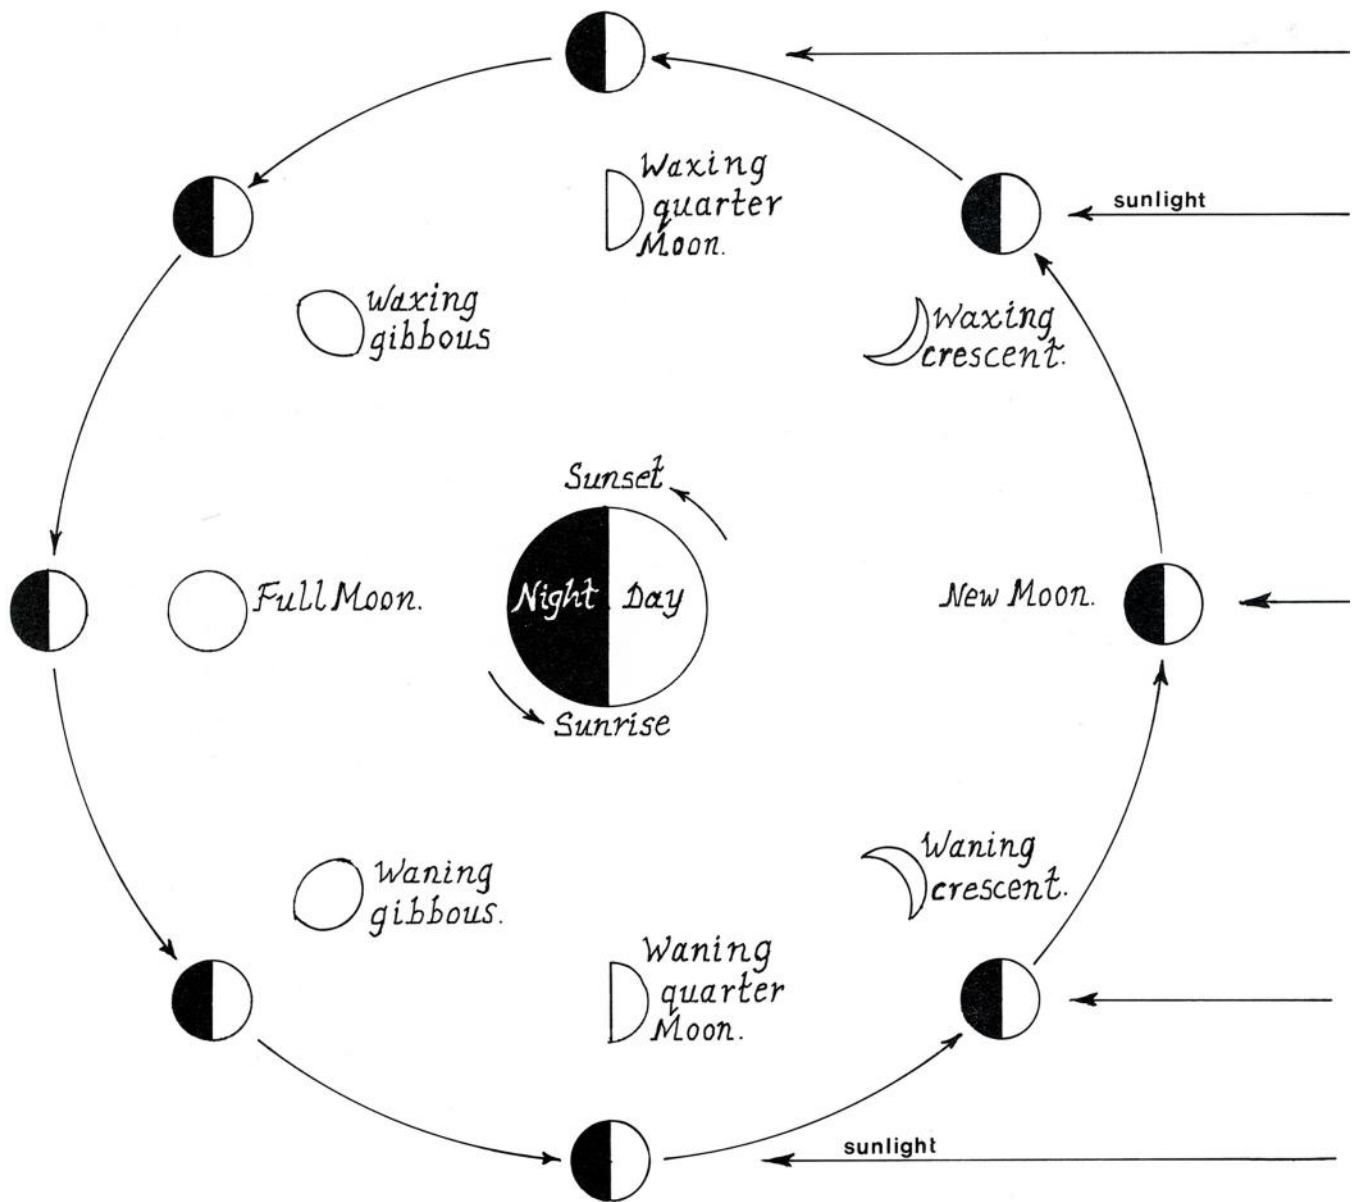 Waxing
quarter
Moon.
sunlight
Waxing
gibbous
Waxing
crescent.
Sunset
Full Moon.
Night Day
New Moon.
Sunrise
Waning
gibbous.
Waning
crescent.
Waning
quarter
Moon.
sunlight